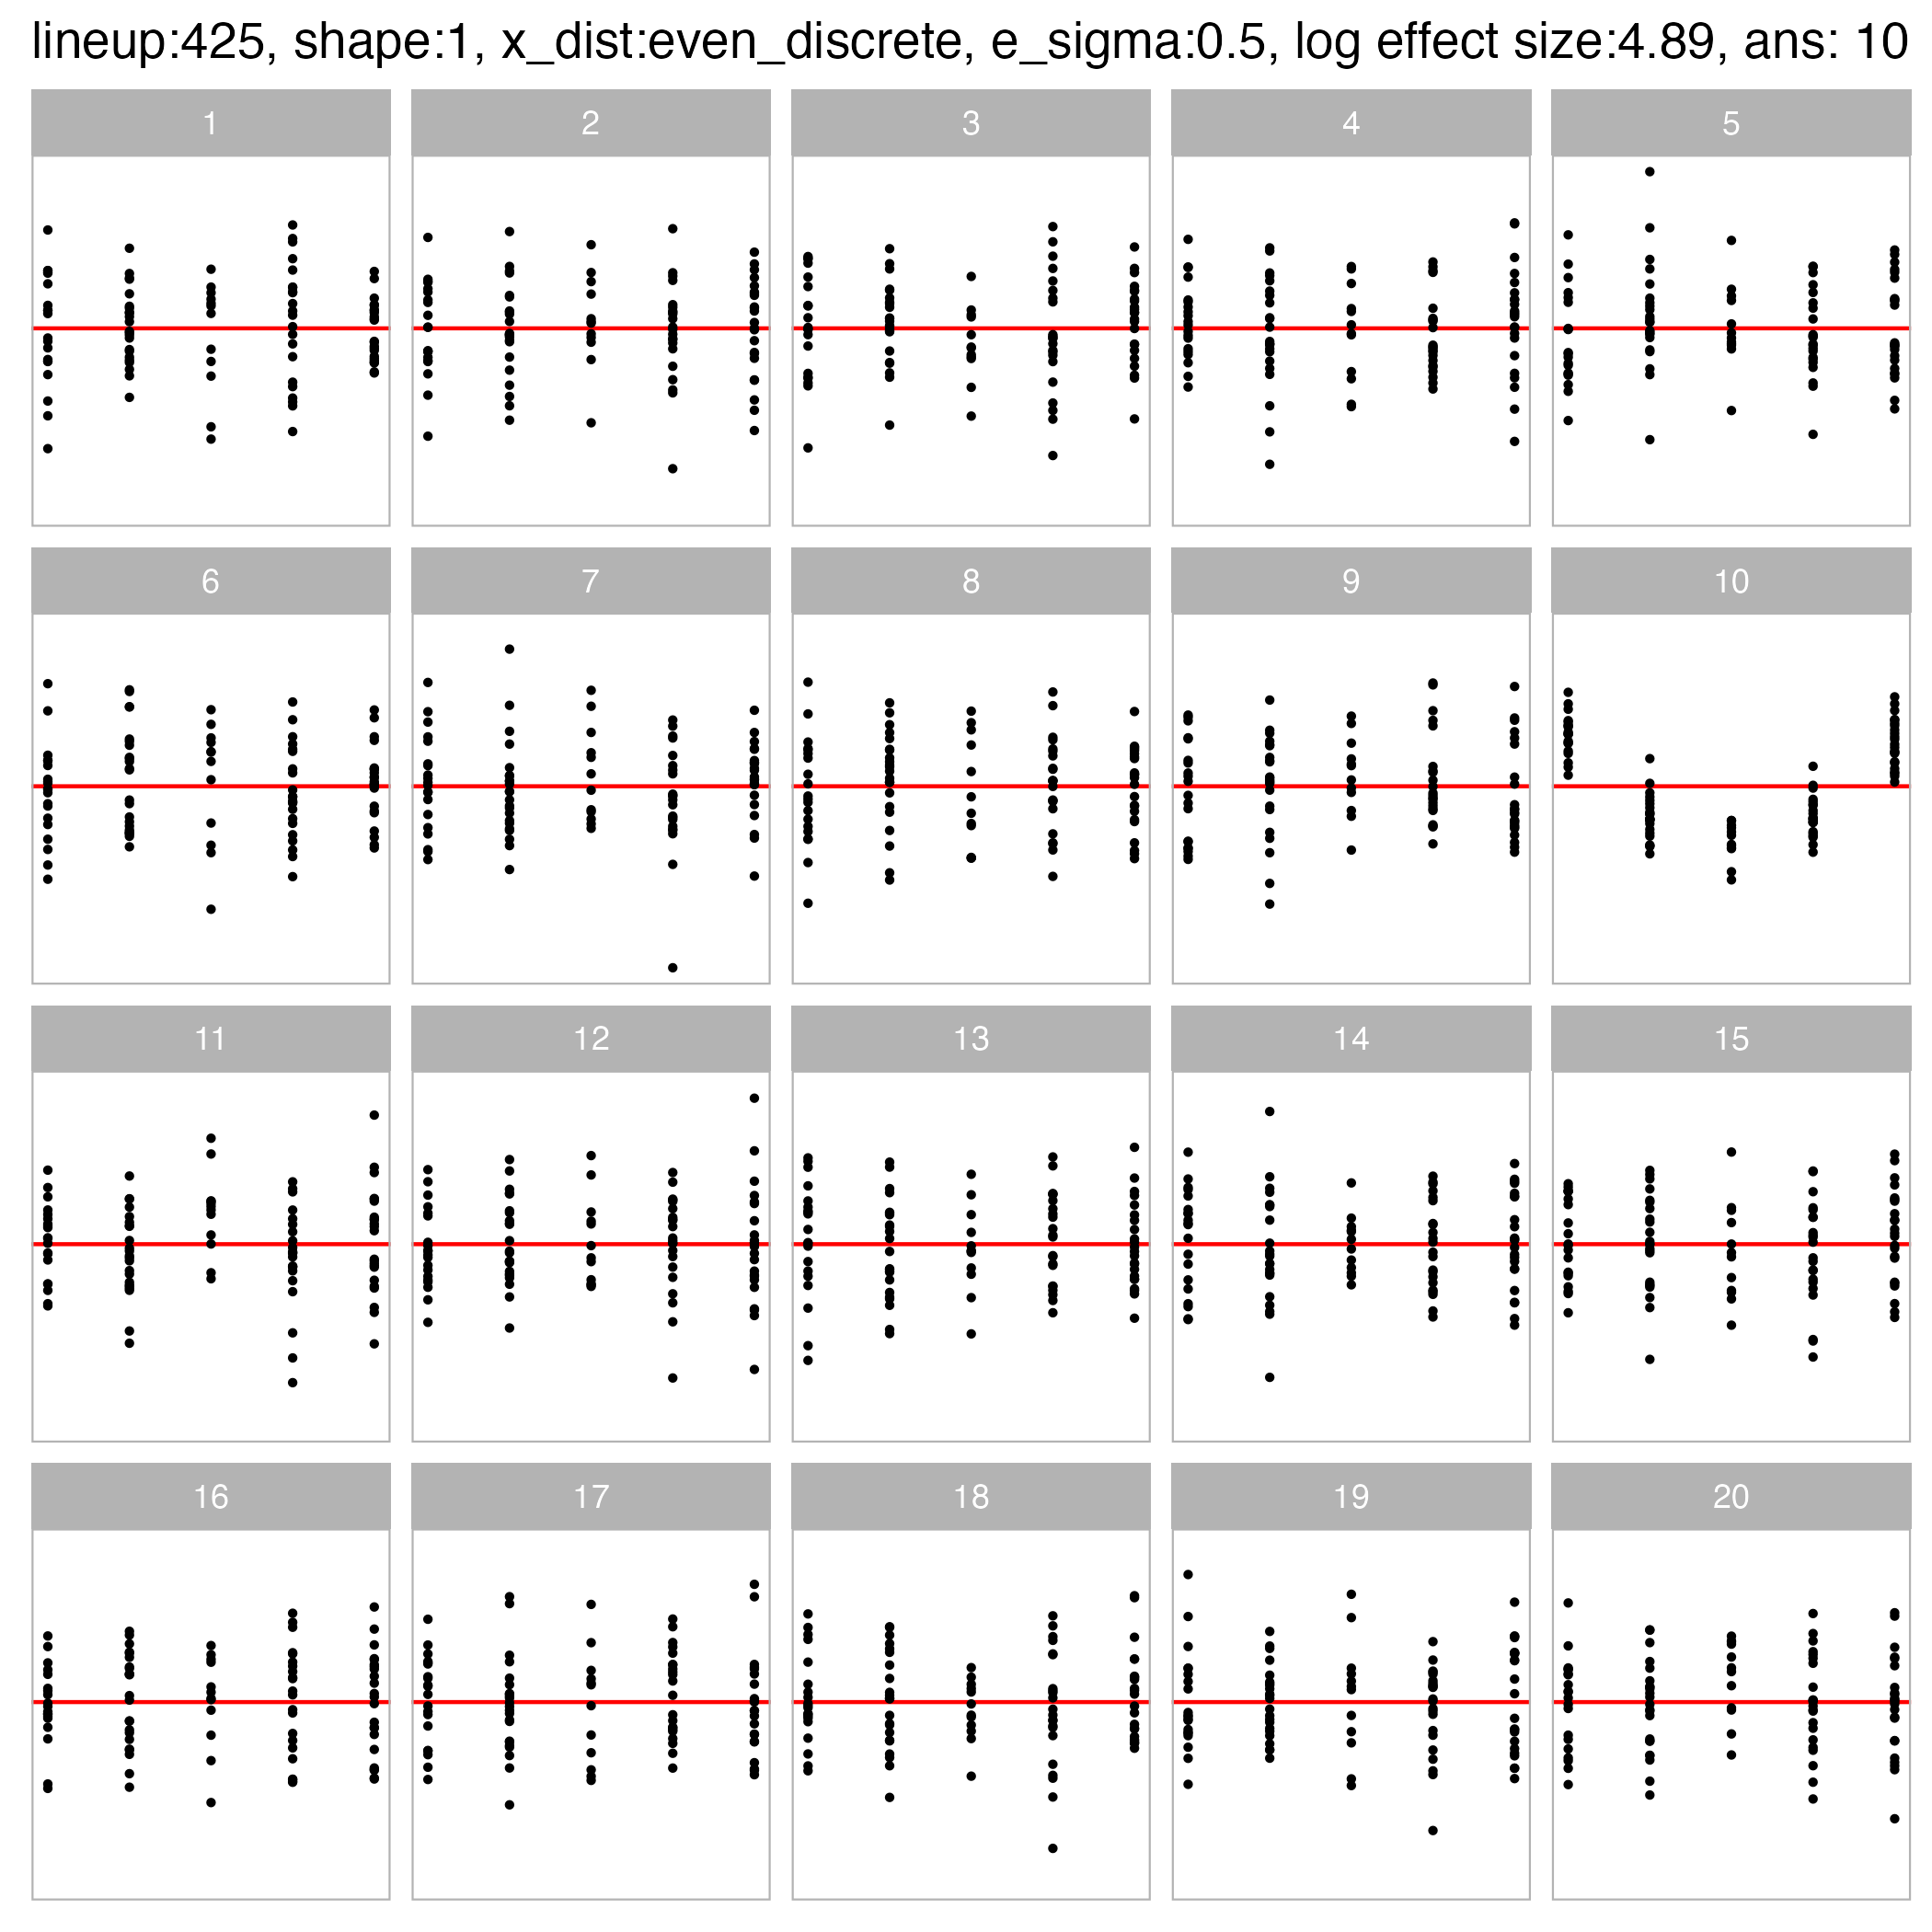 lineup:425, shape:1, x_dist:even_discrete, e_sigma:0.5, log effect size:4.89, ans: 10
1 2 3 4 5
6 7 8 9 10
11 12 13 14 15
16 17 18 19 20